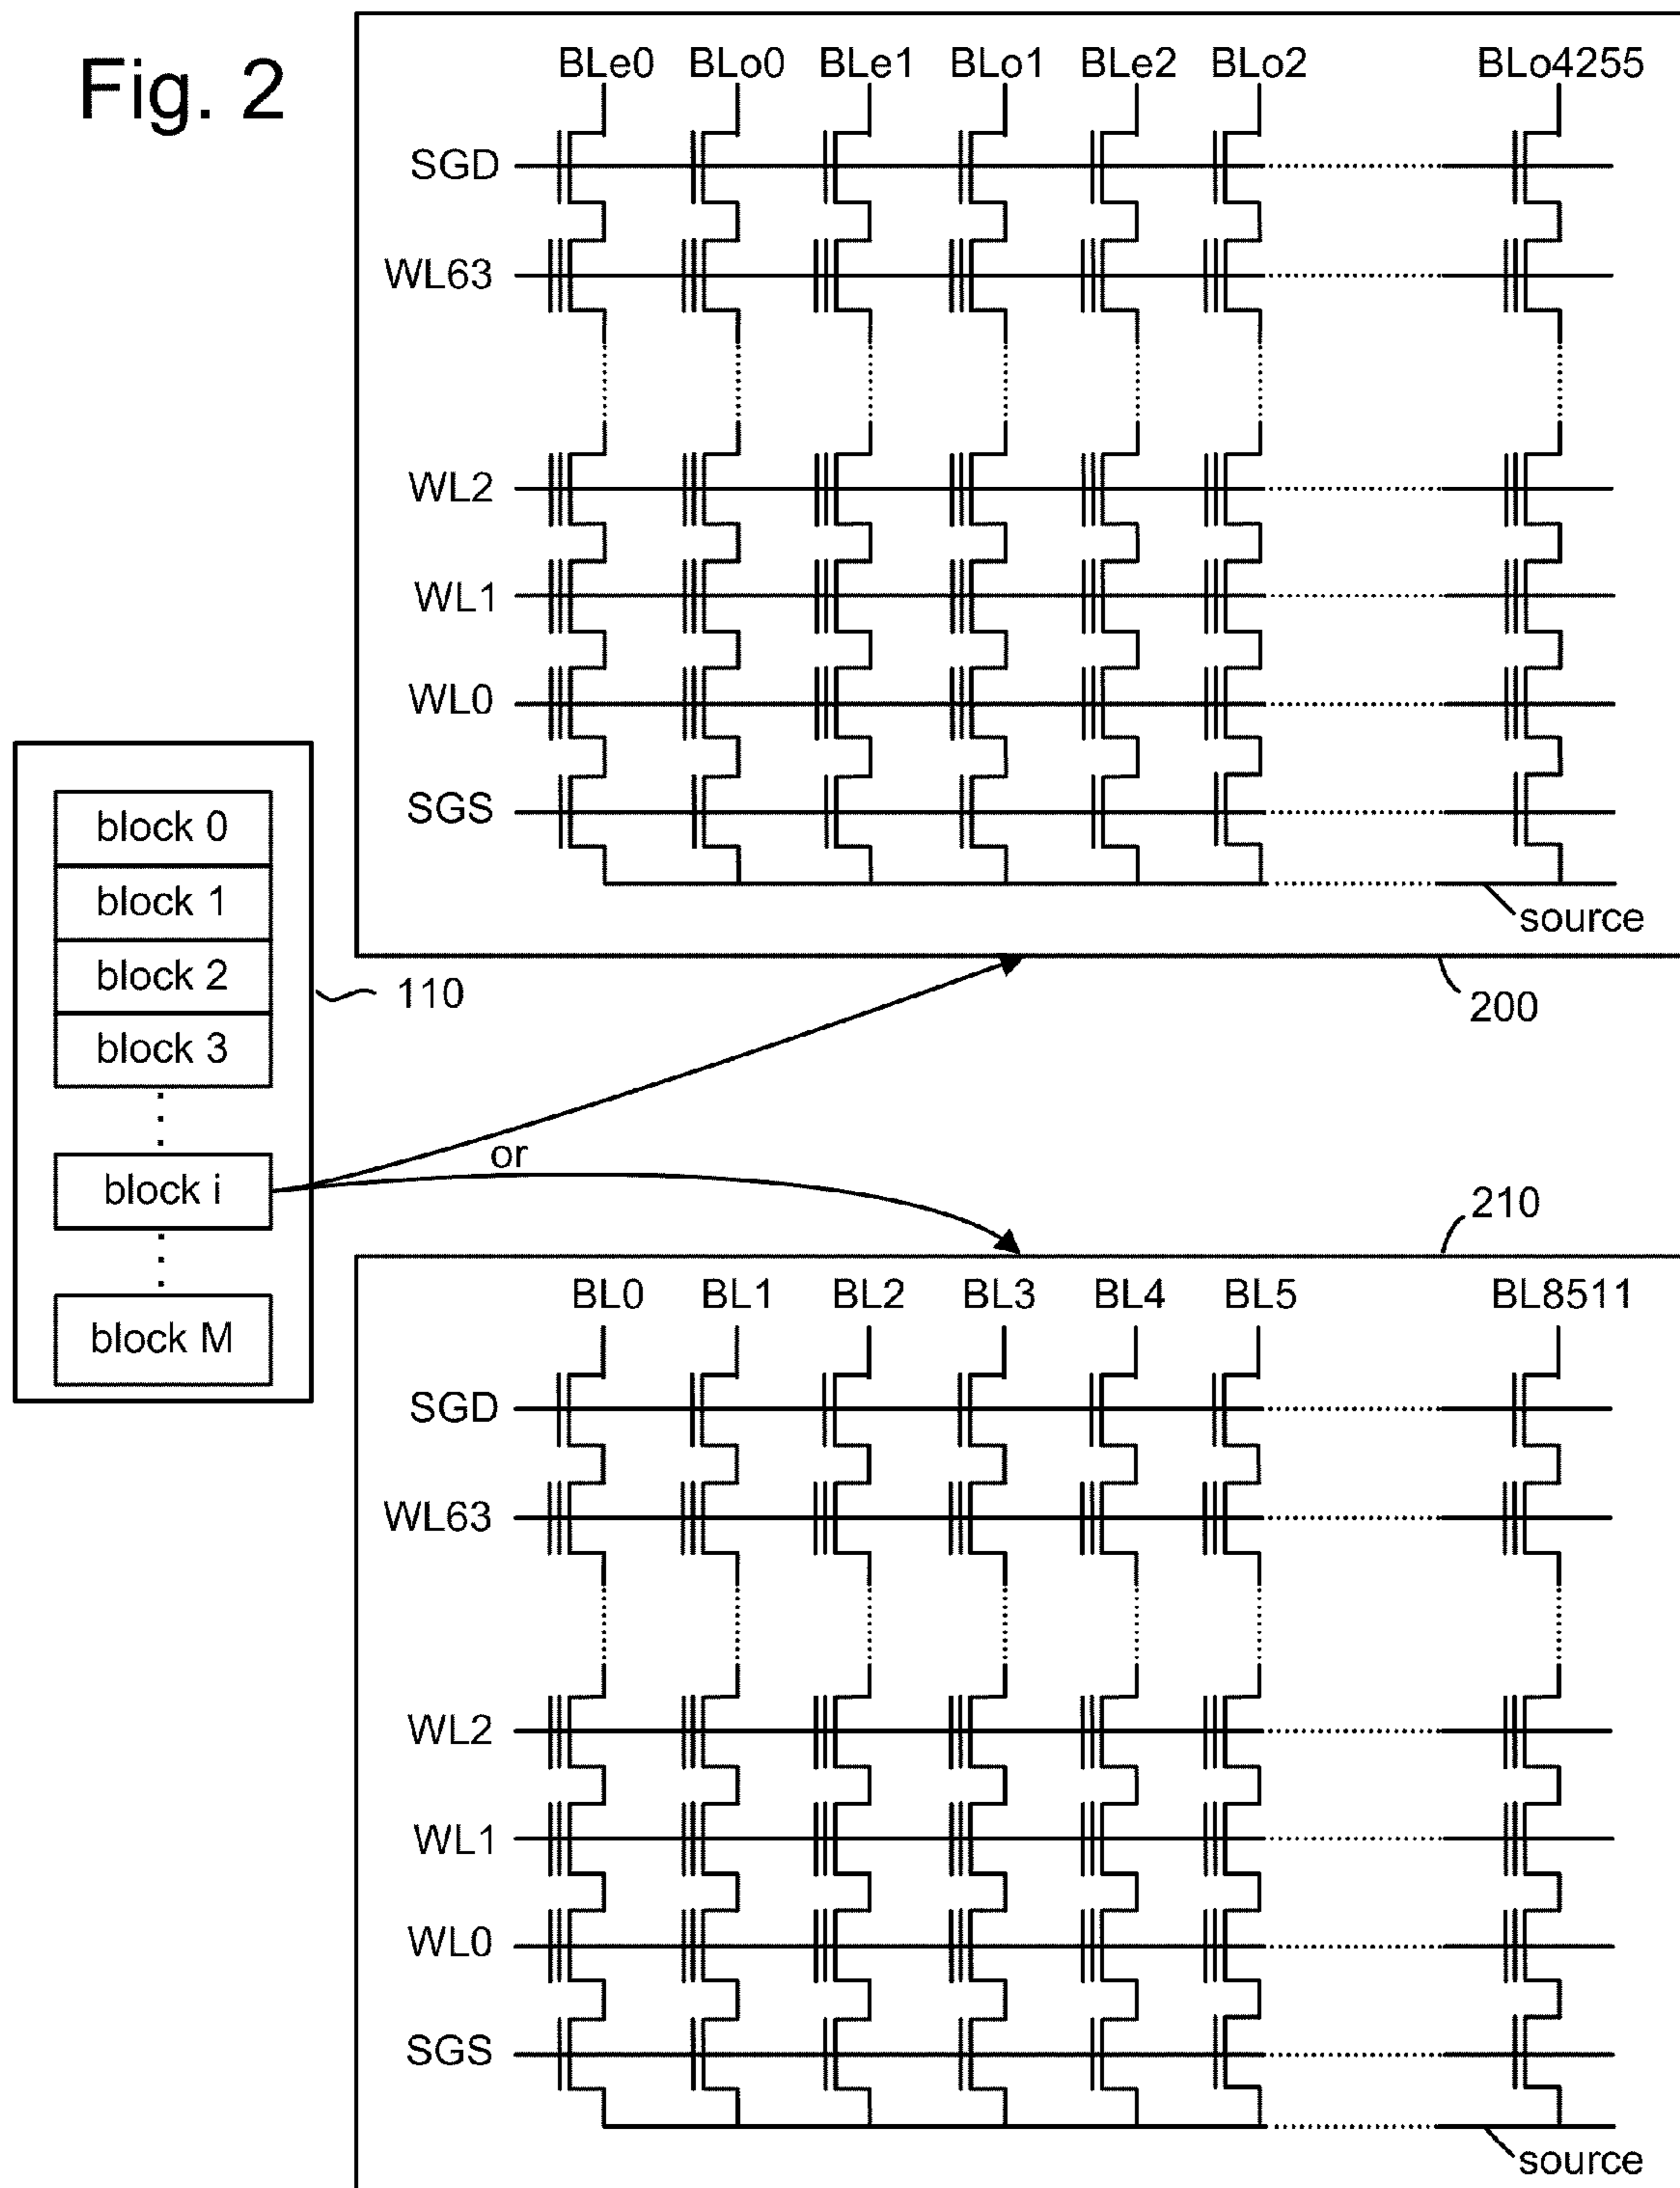 Fig. 2
BLe0 BLo0 BLe1 BLo1 BLe2 BLo2 BLo4255
SGD
WL63
WL2
WL1
WL0
SGS
source
200
block 0
block 1
block 2
block 3
block i
block M
110
or
210
BL0 BL1 BL2 BL3 BL4 BL5 BL8511
SGD
WL63
WL2
WL1
WL0
SGS
source